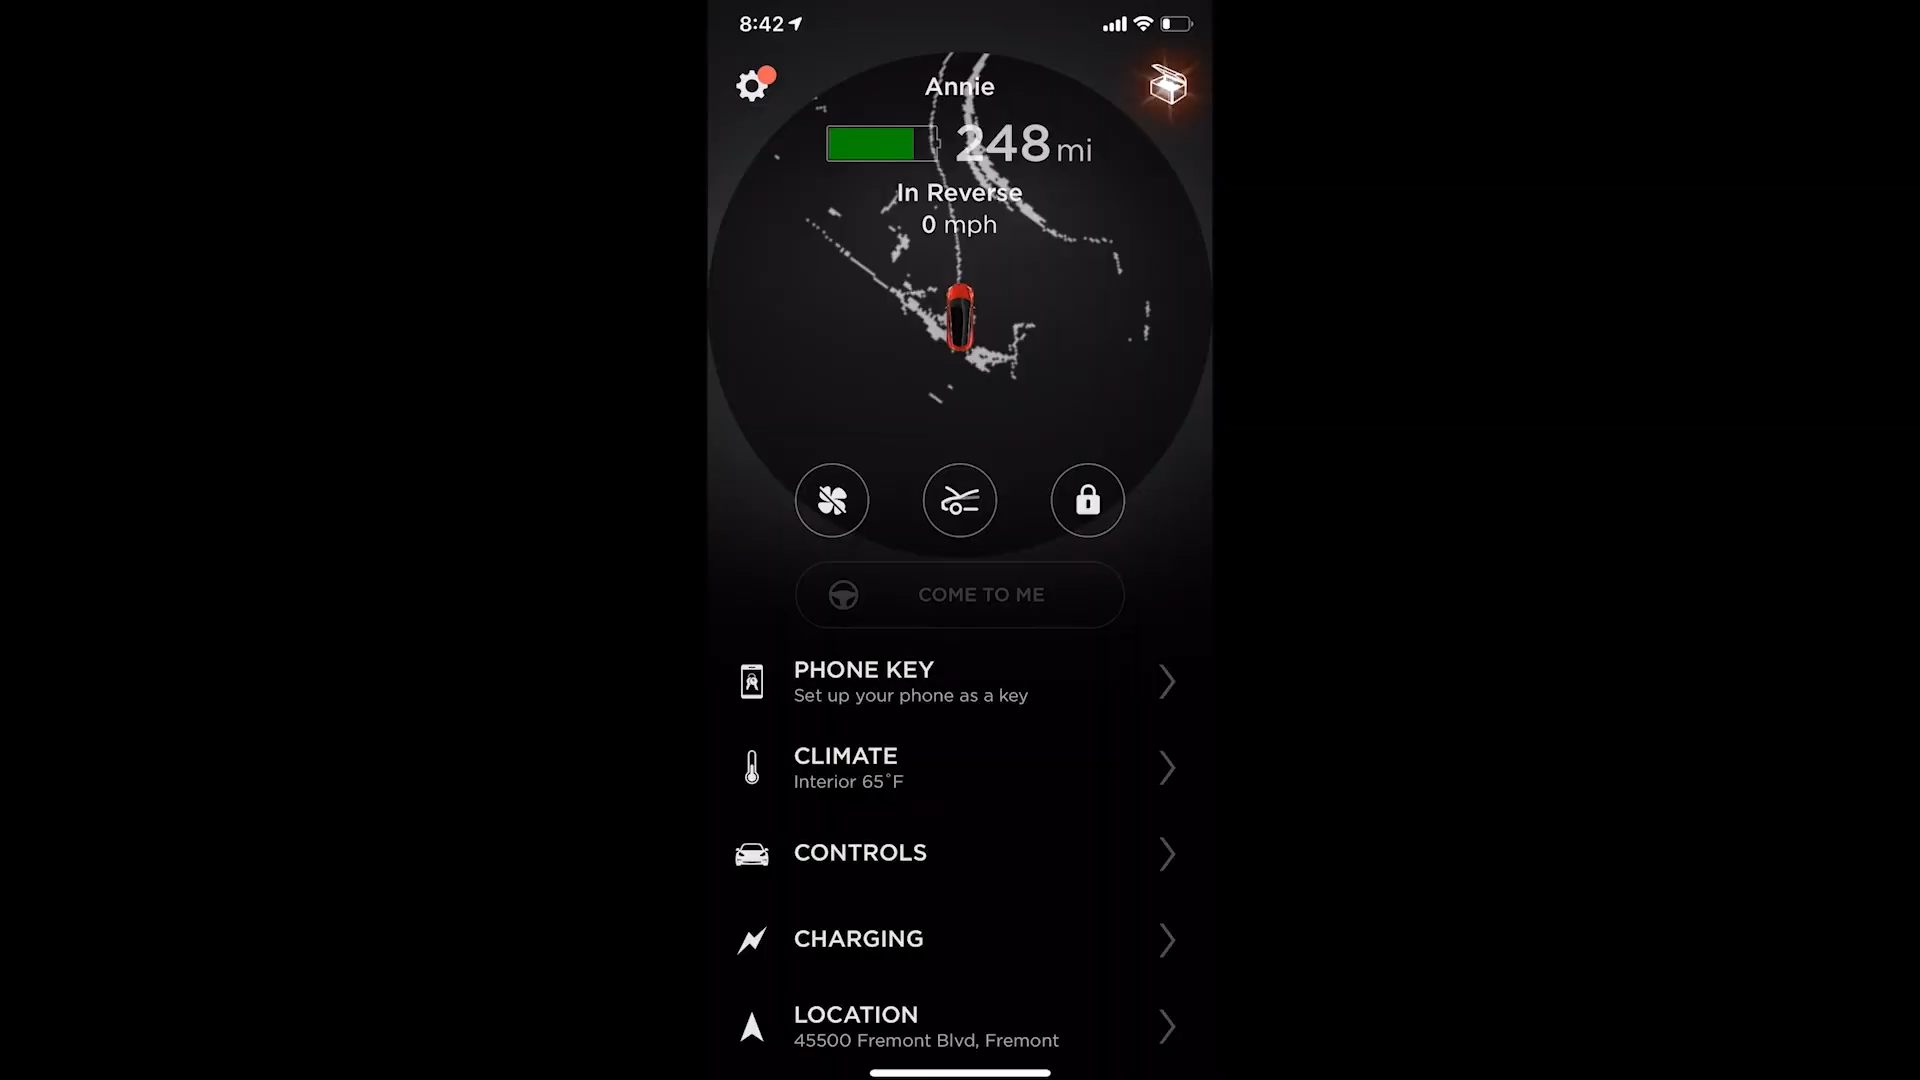 8:42
Annie
248 mi
In Reverse
0 mph
COME TO ME
PHONE KEY
Set up your phone as a key
CLIMATE
Interior 65°F
CONTROLS
CHARGING
LOCATION
45500 Fremont Blvd, Fremont